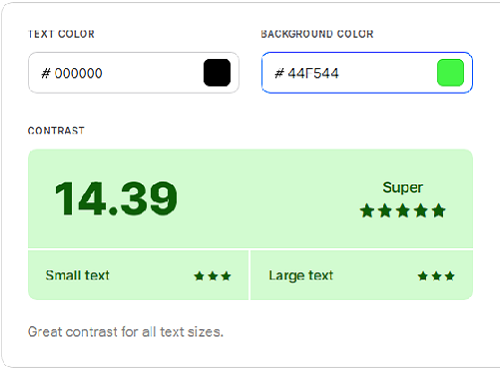 TEXT COLOR
BACKGROUND COLOR
# 000000
# 44F544
CONTRAST
14.39
Super
Small text
Large text
Great contrast for all text sizes.